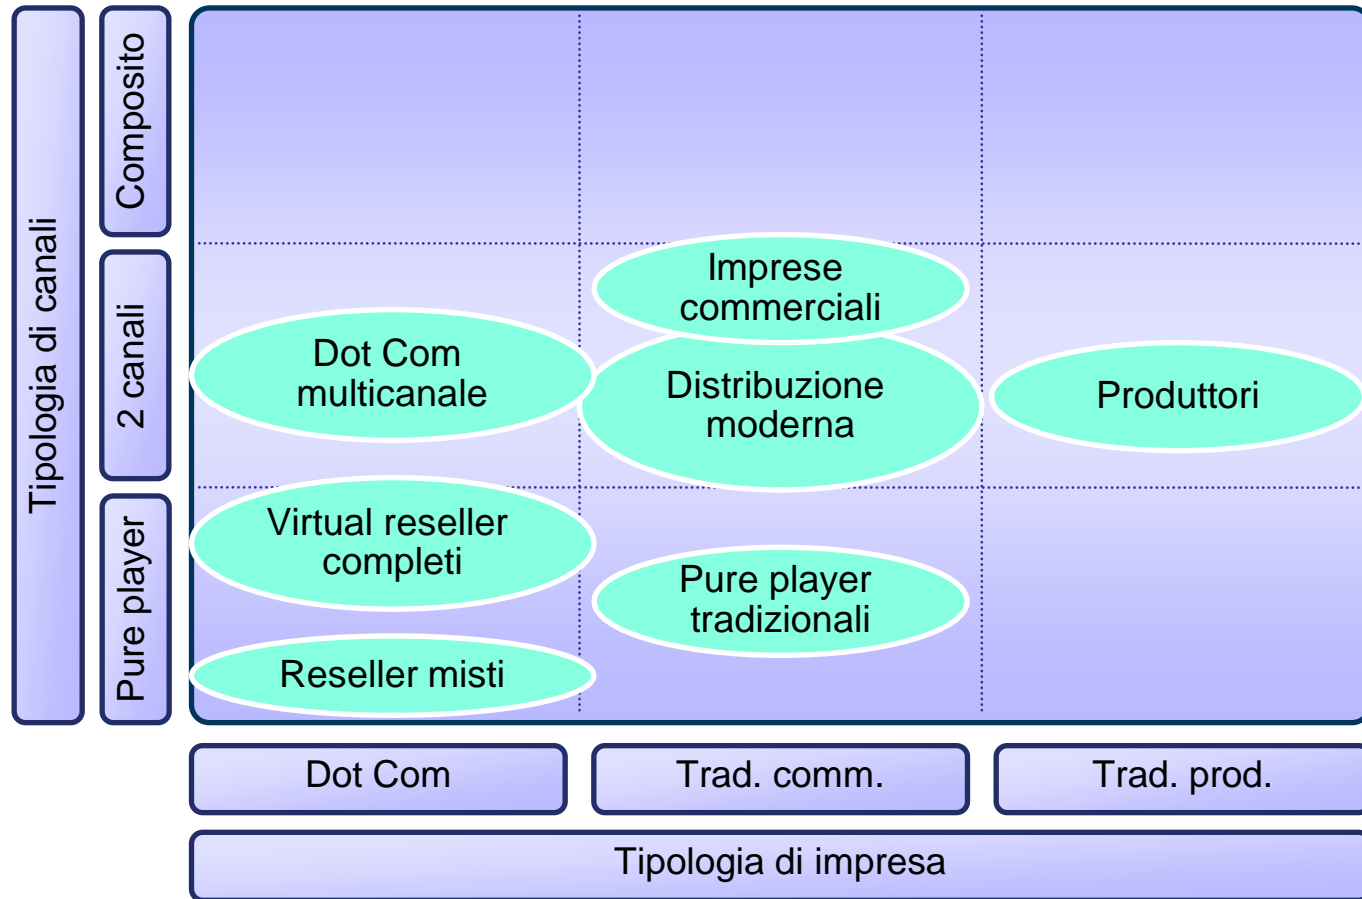 Tipologia di canali
Composito
2 canali
Pure player
Imprese
commerciali
Dot Com
multicanale
Distribuzione
moderna
Produttori
Virtual reseller
completi
Pure player
tradizionali
Reseller misti
Dot Com
Trad. comm.
Trad. prod.
Tipologia di impresa